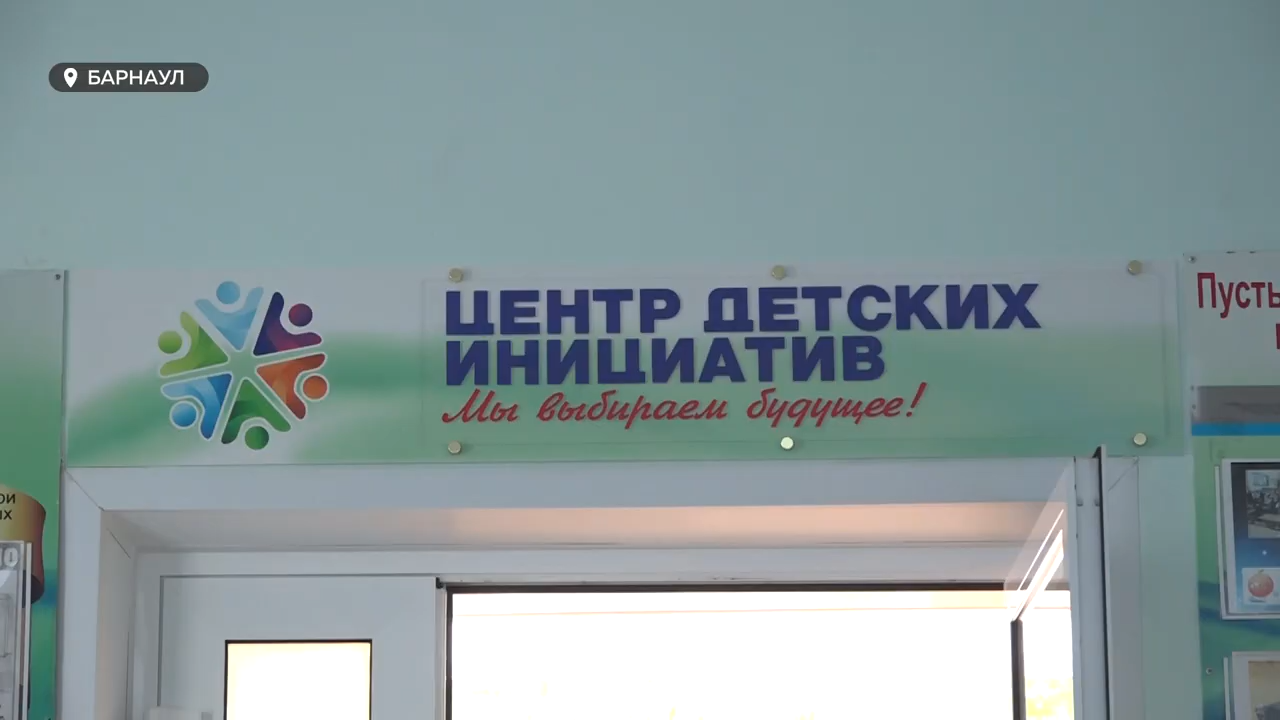 БАРНАУЛ
ЦЕНТР ДЕТСКИХ
ИНИЦИАТИВ
Мы выбираем будущее!
Пусть